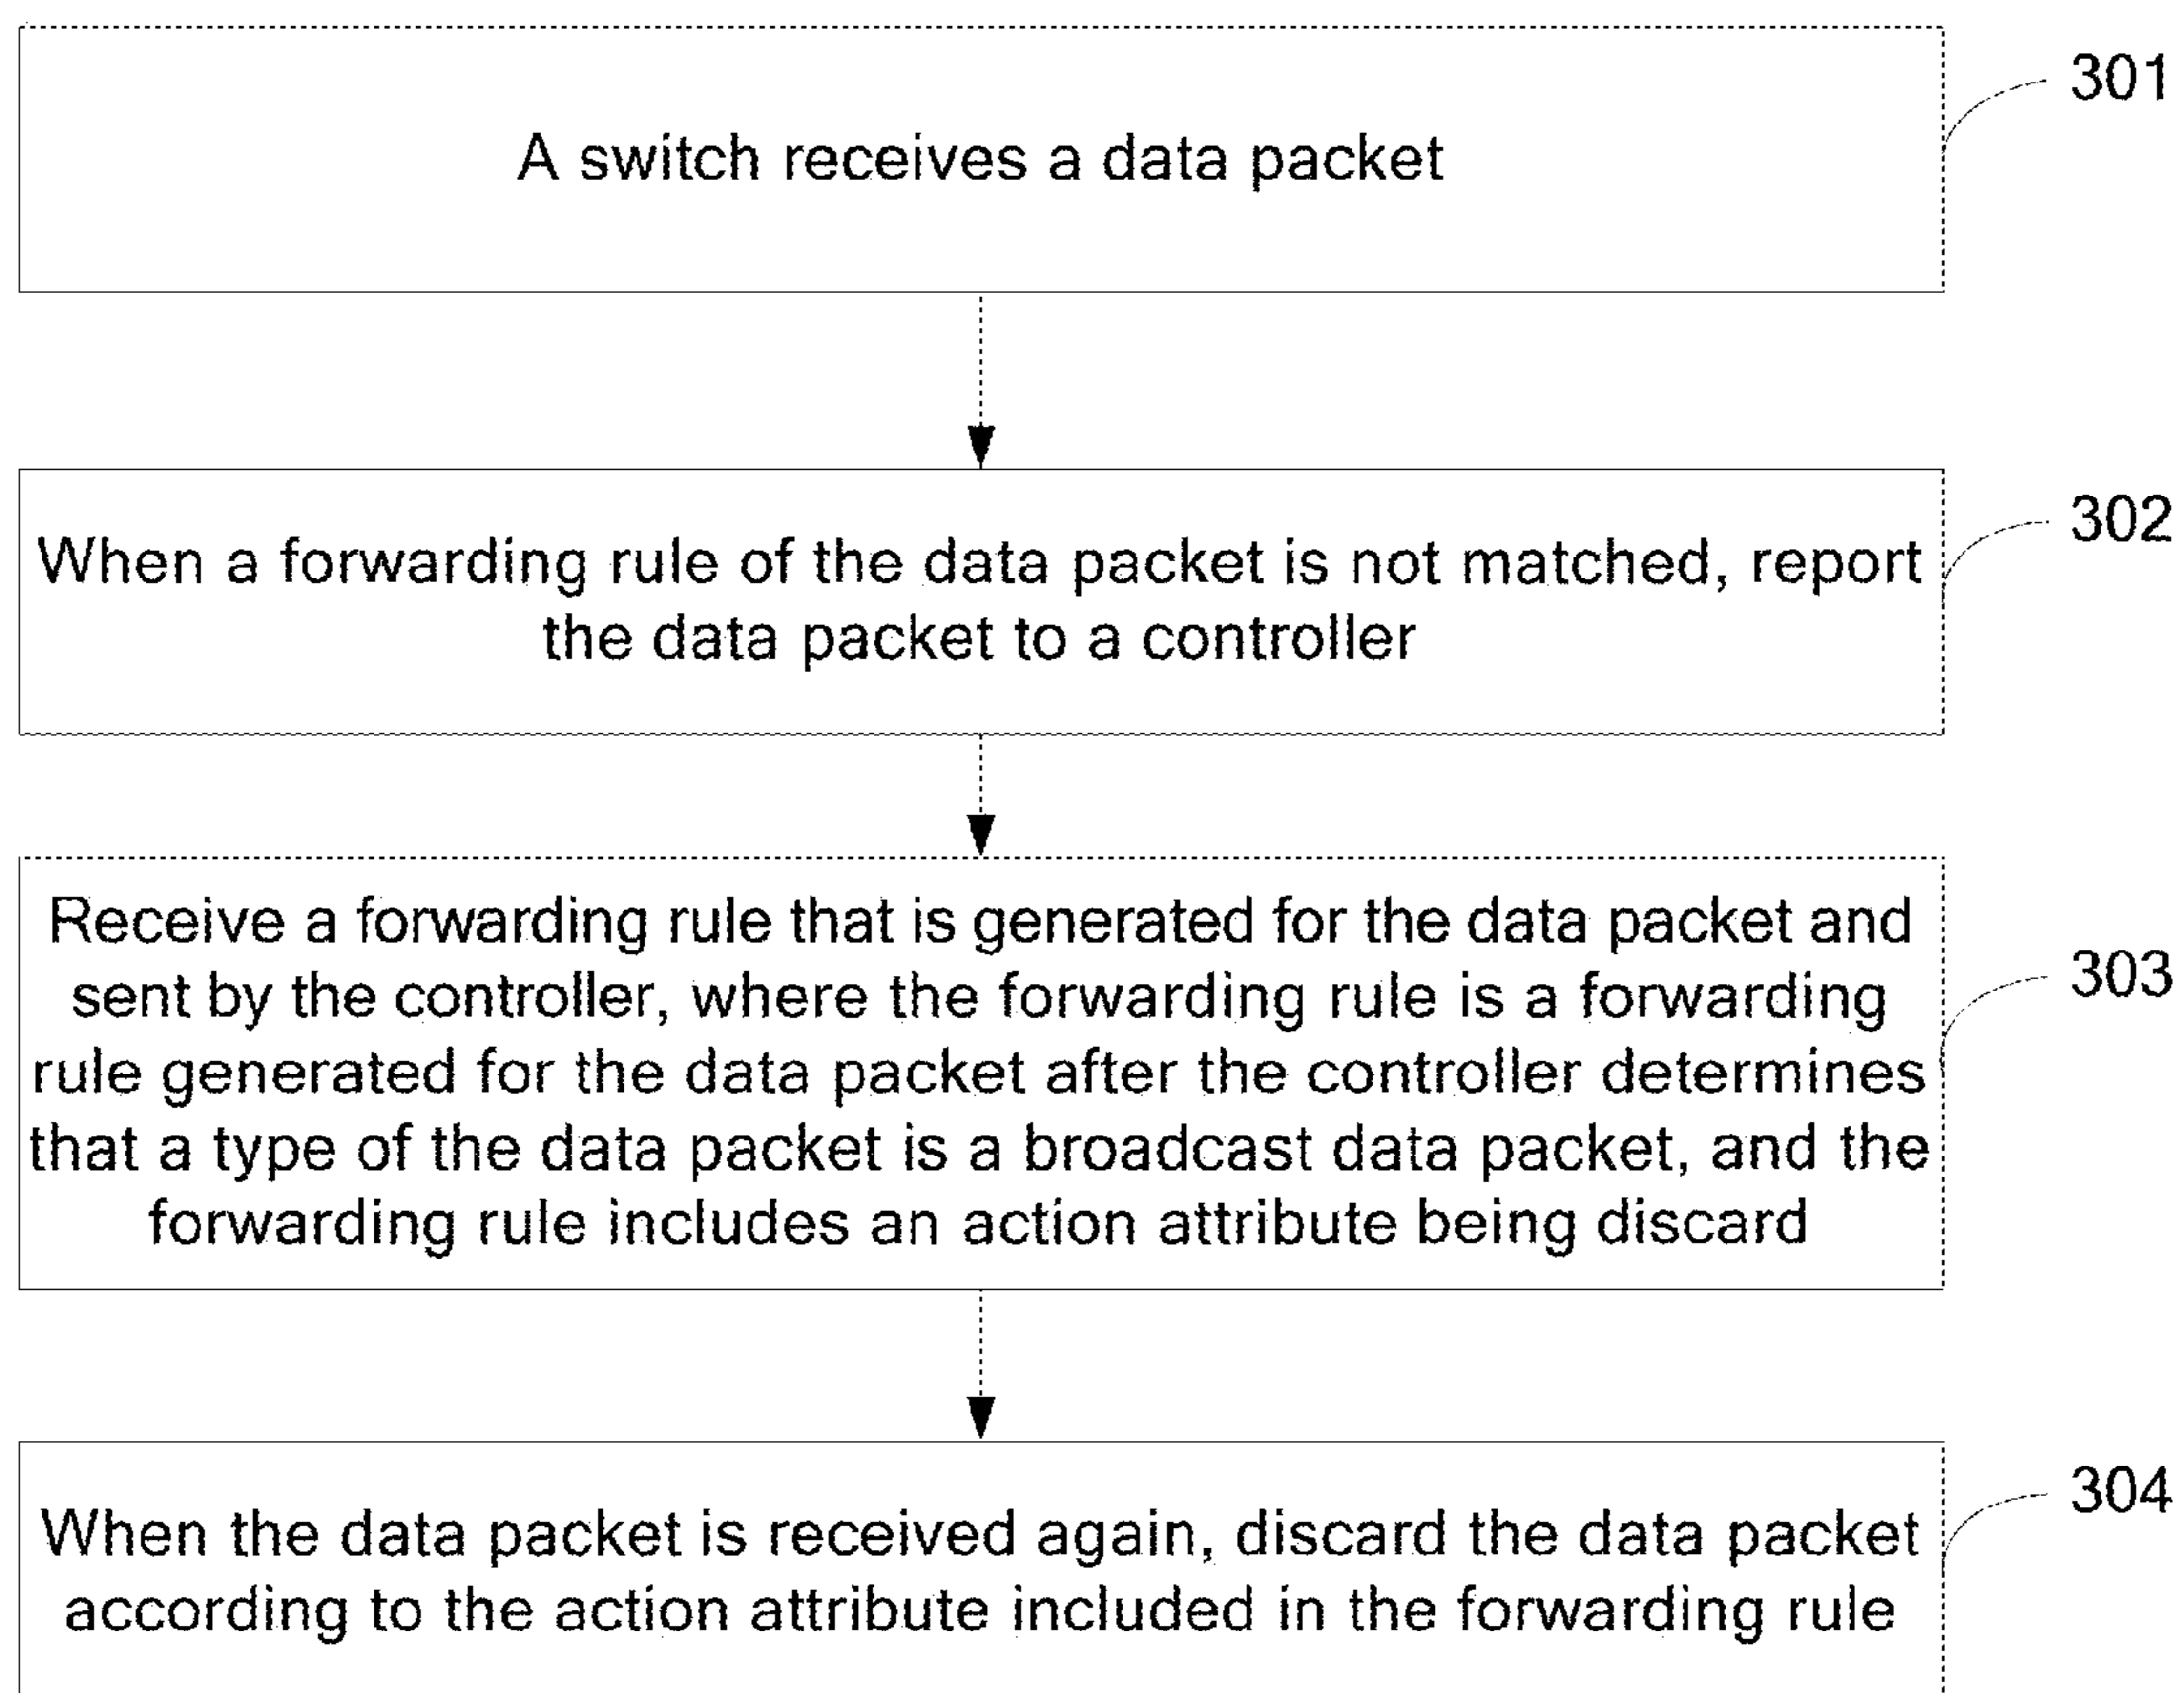 301
A switch receives a data packet
302
When a forwarding rule of the data packet is not matched, report
the data packet to a controller
303
Receive a forwarding rule that is generated for the data packet and
sent by the controller, where the forwarding rule is a forwarding
rule generated for the data packet after the controller determines
that a type of the data packet is a broadcast data packet, and the
forwarding rule includes an action attribute being discard
304
When the data packet is received again, discard the data packet
according to the action attribute included in the forwarding rule